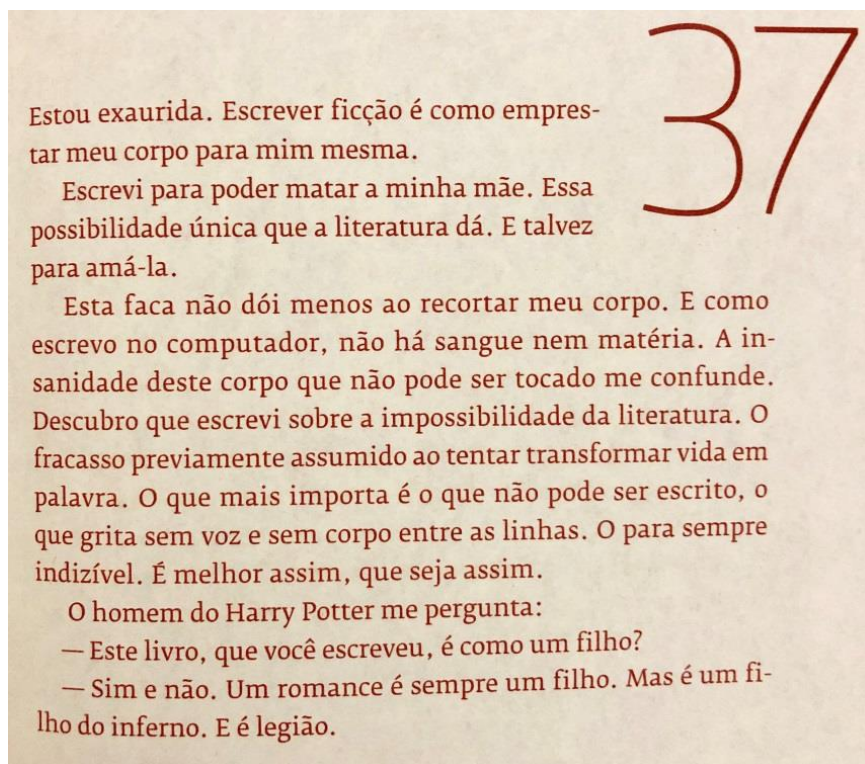 37
Estou exaurida. Escrever ficção é como empres-
tar meu corpo para mim mesma.
Escrevi para poder matar a minha mãe. Essa
possibilidade única que a literatura dá. E talvez
para amá-la.
Esta faca não dói menos ao recortar meu corpo. E como
escrevo no computador, não há sangue nem matéria. A in-
sanidade deste corpo que não pode ser tocado me confunde.
Descubro que escrevi sobre a impossibilidade da literatura. O
fracasso previamente assumido ao tentar transformar vida em
palavra. O que mais importa é o que não pode ser escrito, o
que grita sem voz e sem corpo entre as linhas. O para sempre
indizível. É melhor assim, que seja assim.
O homem do Harry Potter me pergunta:
— Este livro, que você escreveu, é como um filho?
— Sim e não. Um romance é sempre um filho. Mas é um fi-
lho do inferno. E é legião.